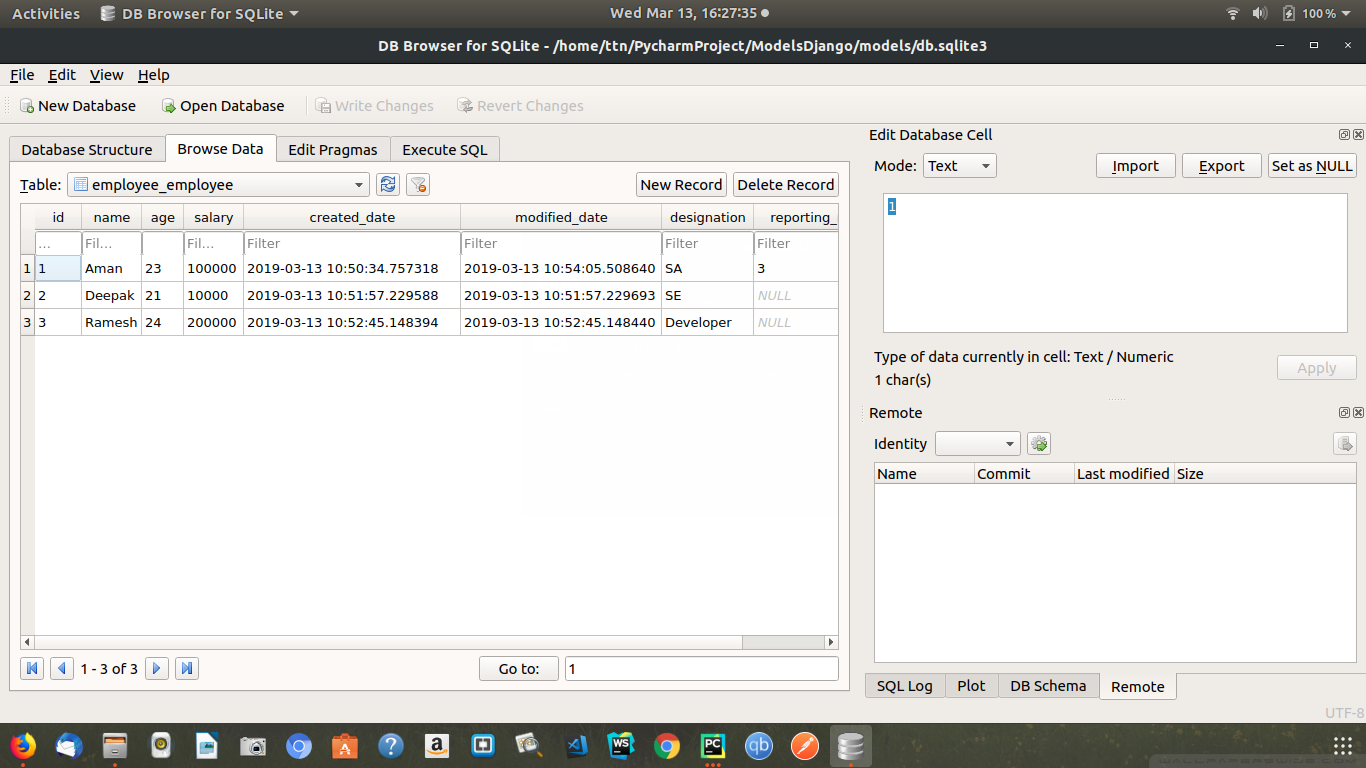 Activities DB Browser for SQLite Wed Mar 13, 16:27:35 100 %
DB Browser for SQLite - /home/ttn/PycharmProject/ModelsDjango/models/db.sqlite3
File Edit View Help
New Database Open Database Write Changes Revert Changes
Database Structure Browse Data Edit Pragmas Execute SQL
Table: employee_employee New Record Delete Record
id name age salary created_date modified_date designation reporting_
... Fil... Fil... Filter Filter Filter Filter
1 1 Aman 23 100000 2019-03-13 10:50:34.757318 2019-03-13 10:54:05.508640 SA 3
2 2 Deepak 21 10000 2019-03-13 10:51:57.229588 2019-03-13 10:51:57.229693 SE NULL
3 3 Ramesh 24 200000 2019-03-13 10:52:45.148394 2019-03-13 10:52:45.148440 Developer NULL
1 - 3 of 3 Go to: 1
Edit Database Cell
Mode: Text Import Export Set as NULL
1
Type of data currently in cell: Text / Numeric
1 char(s) Apply
Remote
Identity
Name Commit Last modified Size
SQL Log Plot DB Schema Remote
UTF-8
WS PC qb